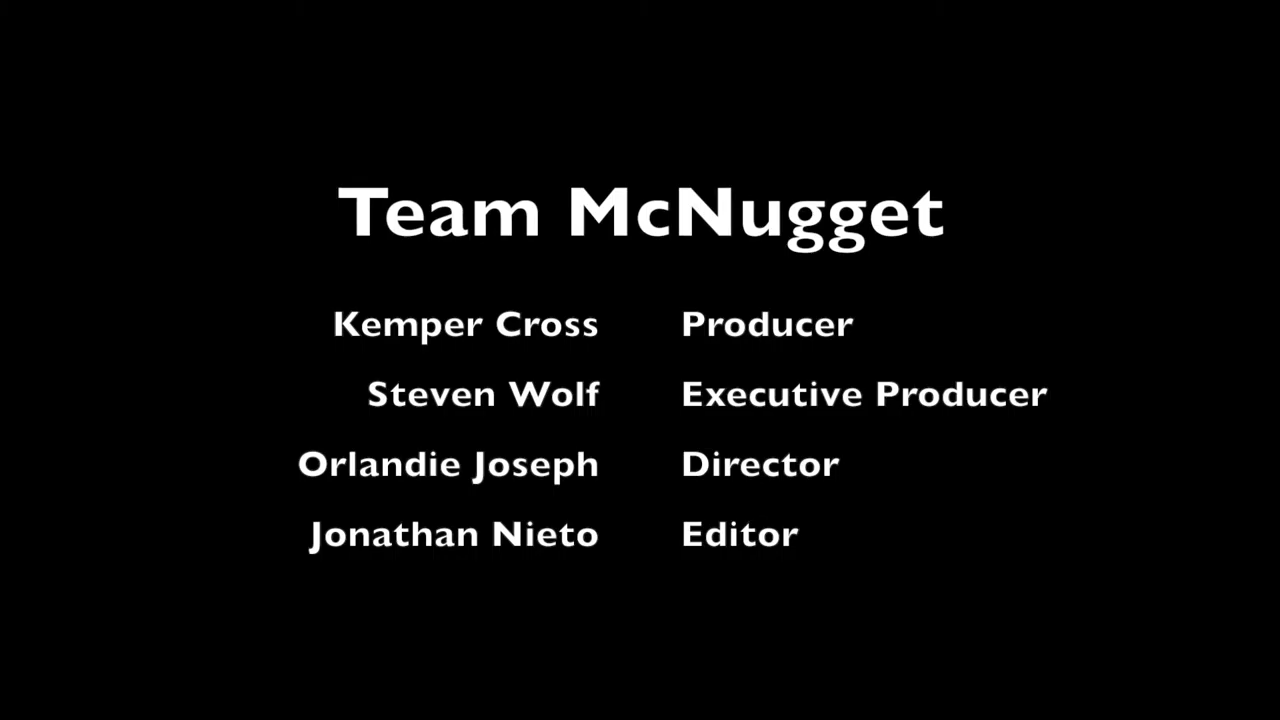 Team McNugget
Kemper Cross Producer
Steven Wolf Executive Producer
Orlandie Joseph Director
Jonathan Nieto Editor